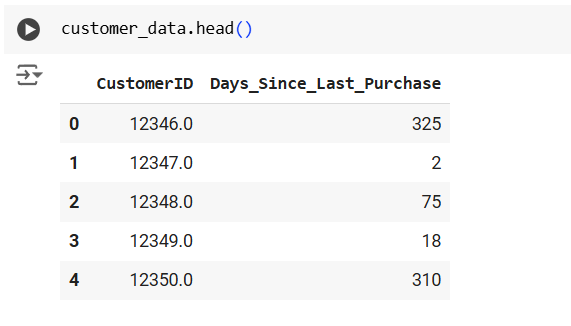 customer_data.head()
CustomerID Days_Since_Last_Purchase
0 12346.0 325
1 12347.0 2
2 12348.0 75
3 12349.0 18
4 12350.0 310